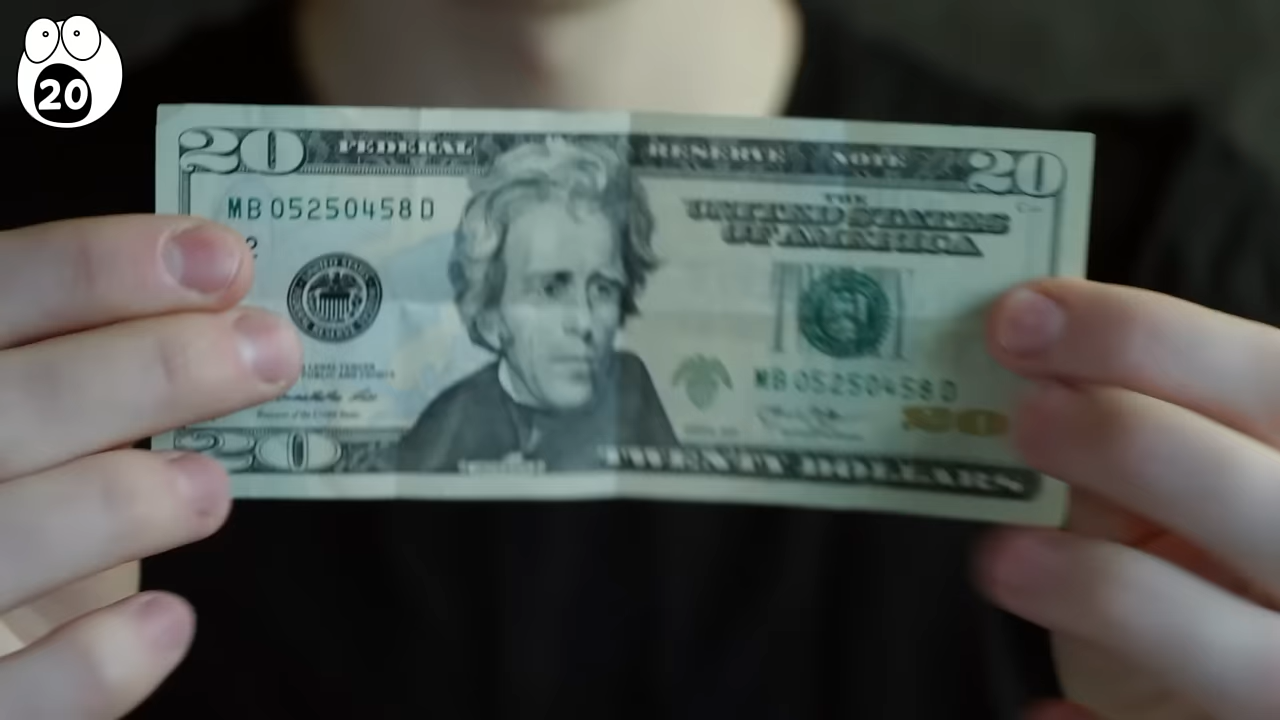 20
20 FEDERAL RESERVE NOTE 20
THE
UNITED STATES
OF AMERICA
MB 05250458 D
2
MB 05250458 D
20
20
TWENTY DOLLARS